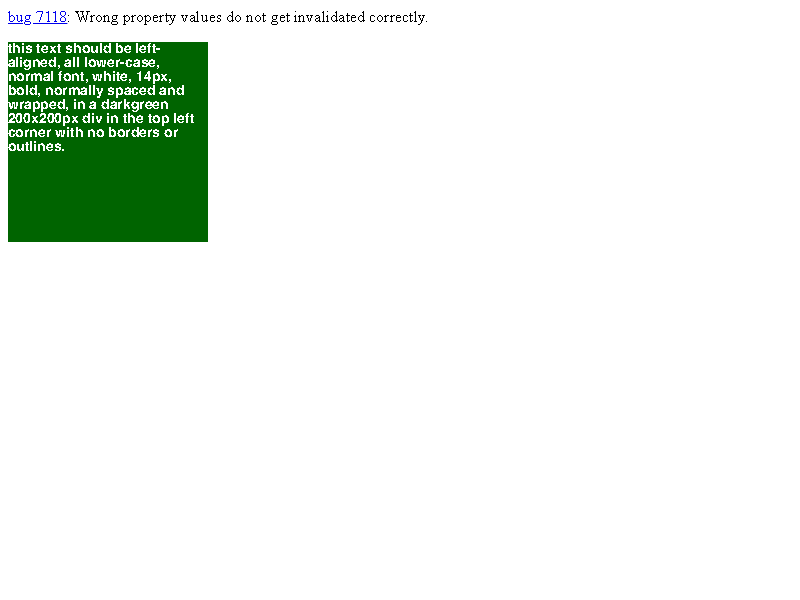 bug 7118: Wrong property values do not get invalidated correctly.
this text should be left-
aligned, all lower-case,
normal font, white, 14px,
bold, normally spaced and
wrapped, in a darkgreen
200x200px div in the top left
corner with no borders or
outlines.